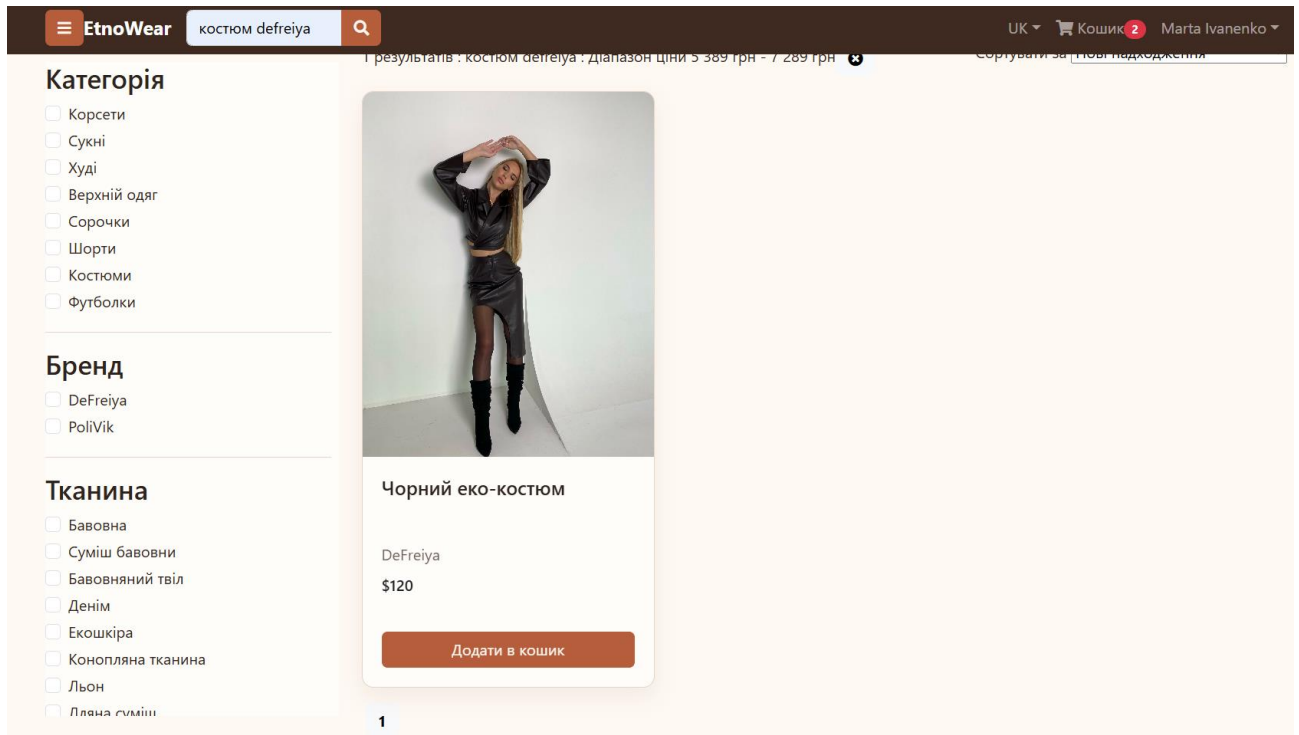 EtnoWear костюм defreiya UK Кошик 2 Marta Ivanenko
1 результатів : костюм defreiya : Діапазон ціни 5 389 грн - 7 289 грн Сортувати за Нові надходження
Категорія
Корсети
Сукні
Худі
Верхній одяг
Сорочки
Шорти
Костюми
Футболки
Бренд
DeFreiya
PoliVik
Тканина
Бавовна
Суміш бавовни
Бавовняний твіл
Денім
Екошкіра
Конопляна тканина
Льон
Лляна суміш
Чорний еко-костюм
DeFreiya
$120
Додати в кошик
1